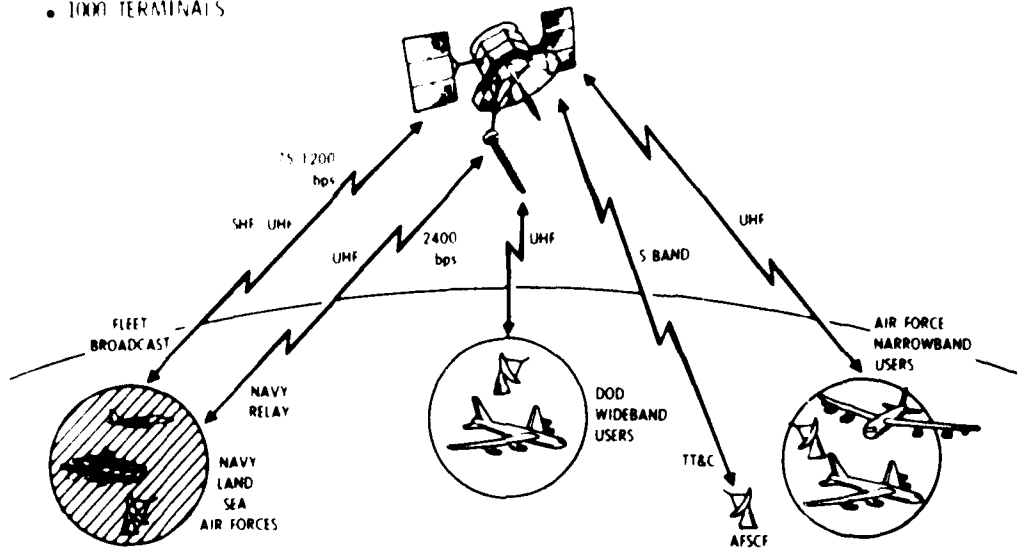 • 1000 TERMINALS
75-1200
bps
SHF UHF
UHF
2400
bps
UHF
S BAND
UHF
FLEET
BROADCAST
NAVY
RELAY
NAVY
LAND
SEA
AIR FORCES
DOD
WIDEBAND
USERS
TT&C
AFSCF
AIR FORCE
NARROWBAND
USERS